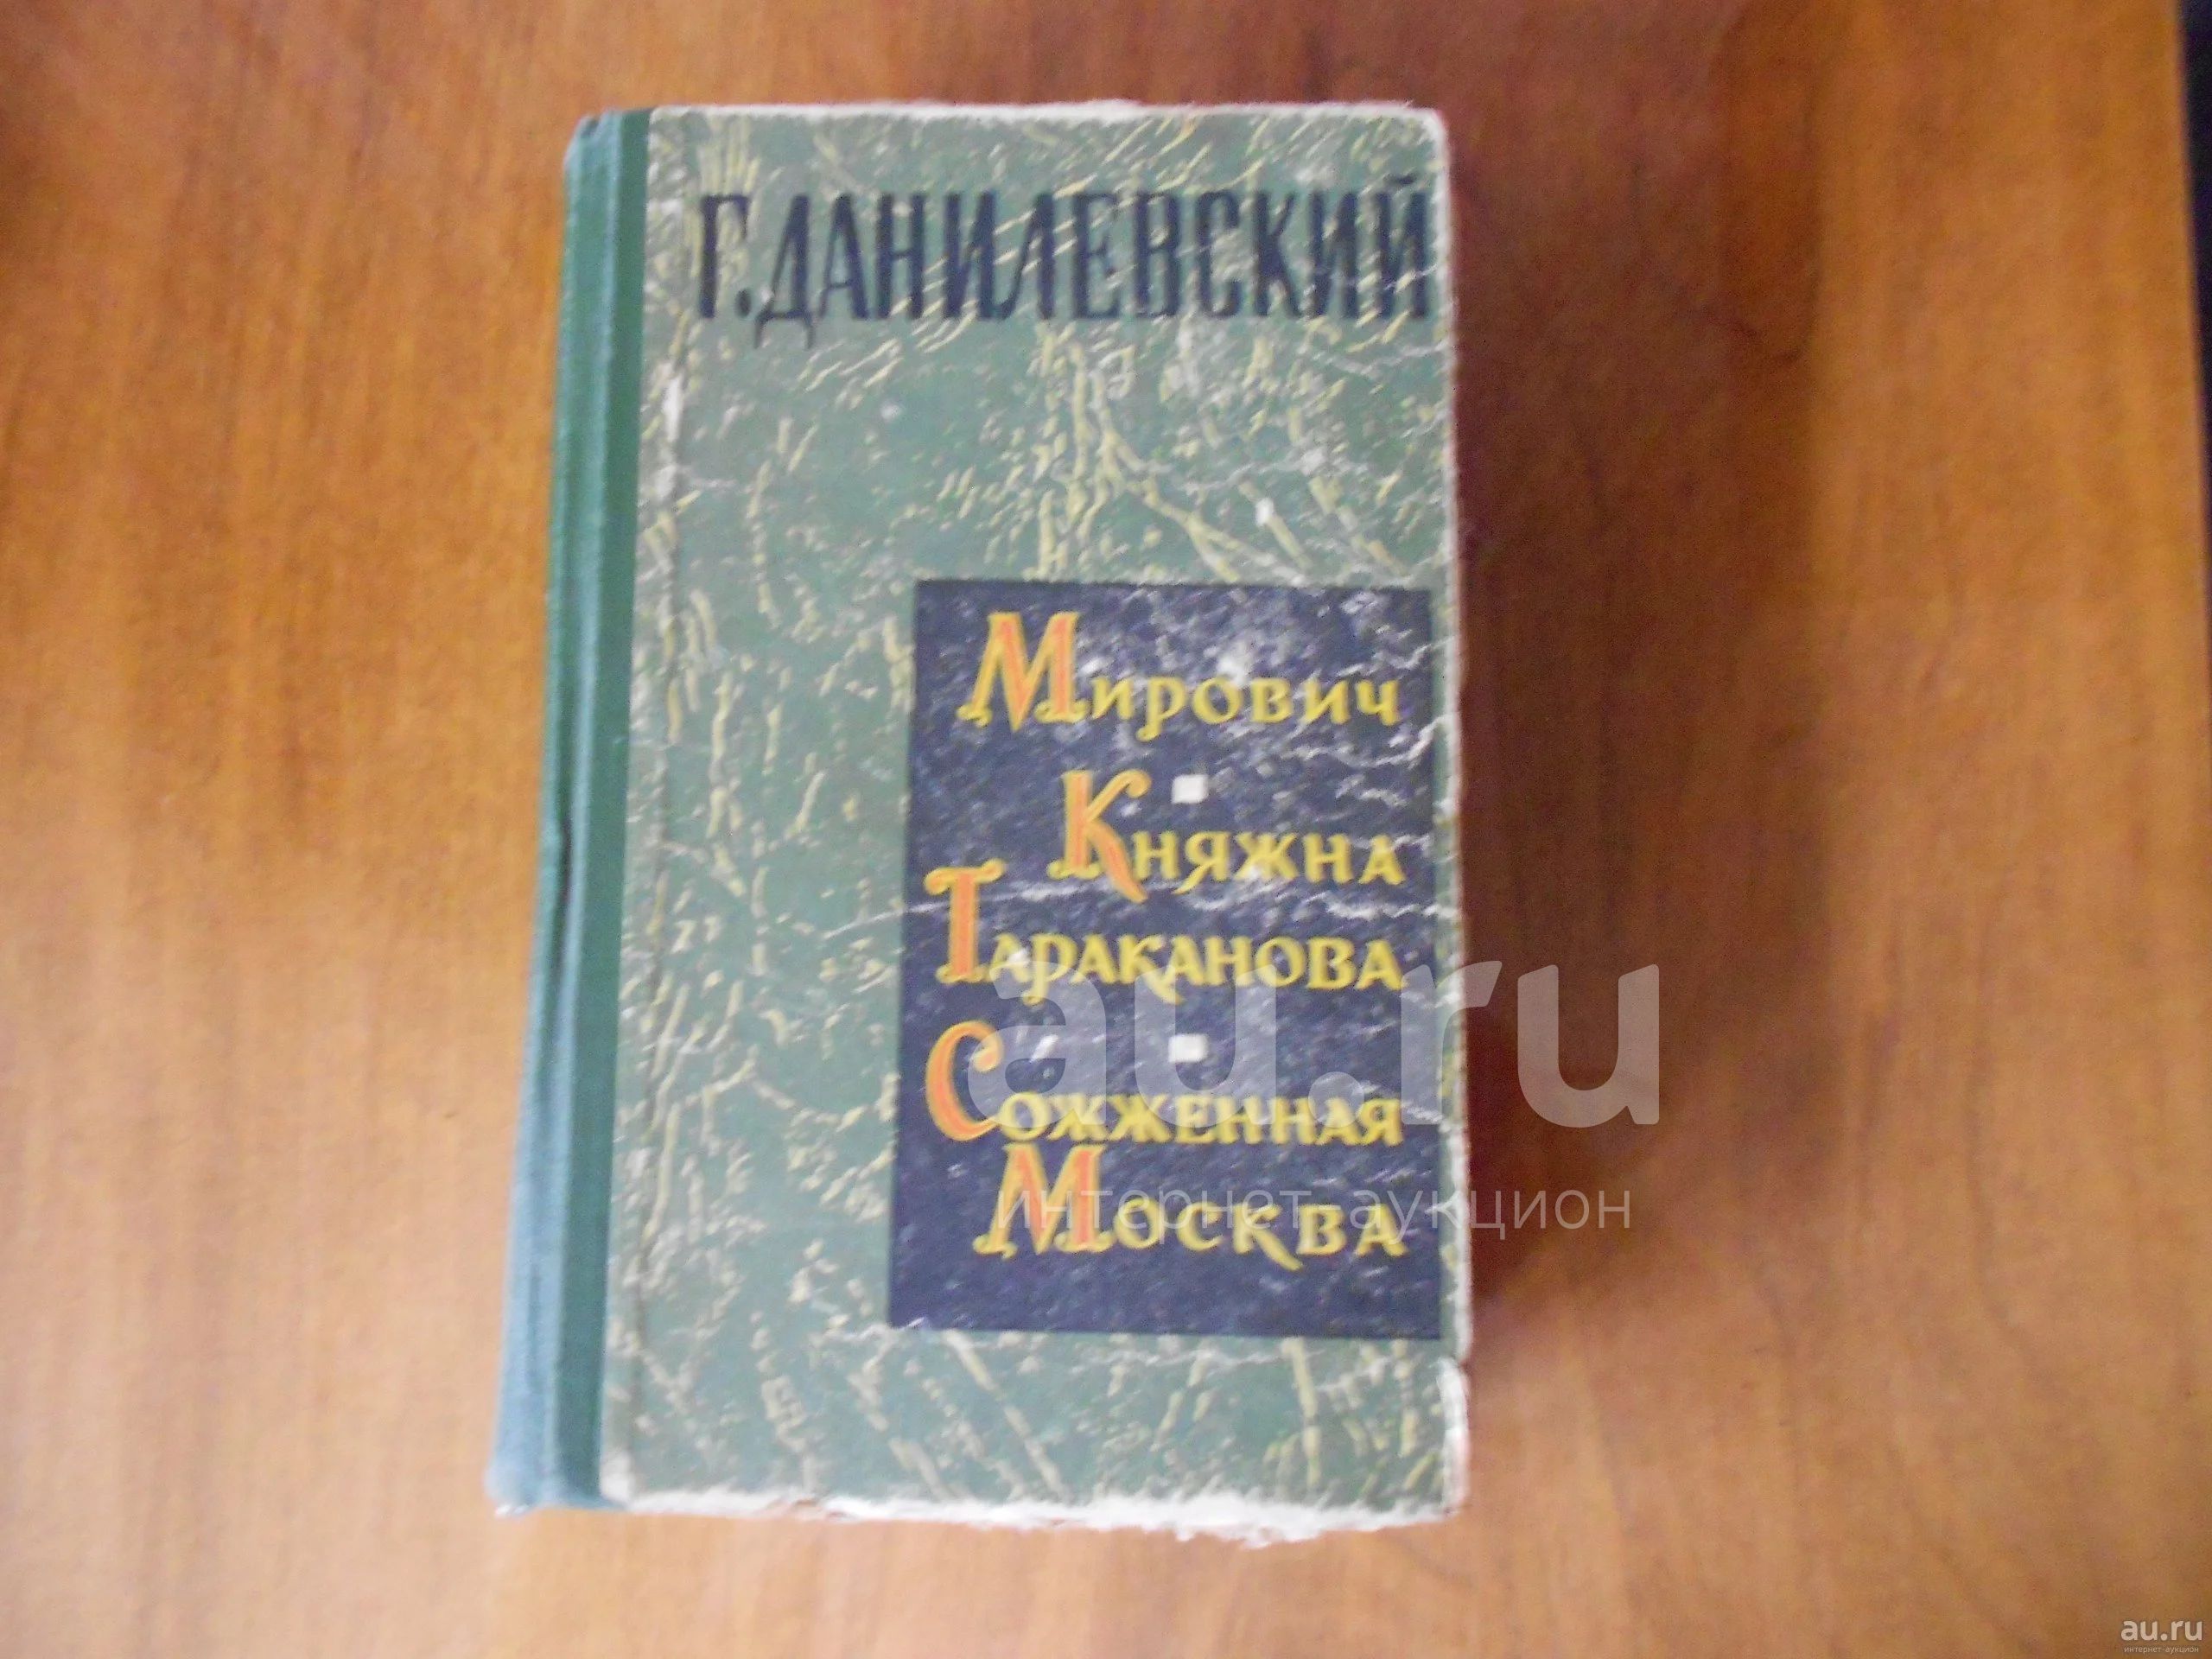 Г. ДАНИЛЕВСКИЙ
Мирович
Княжна
Тараканова
Сожженная
Москва
au.ru
интернет-аукцион
au.ru
интернет-аукцион